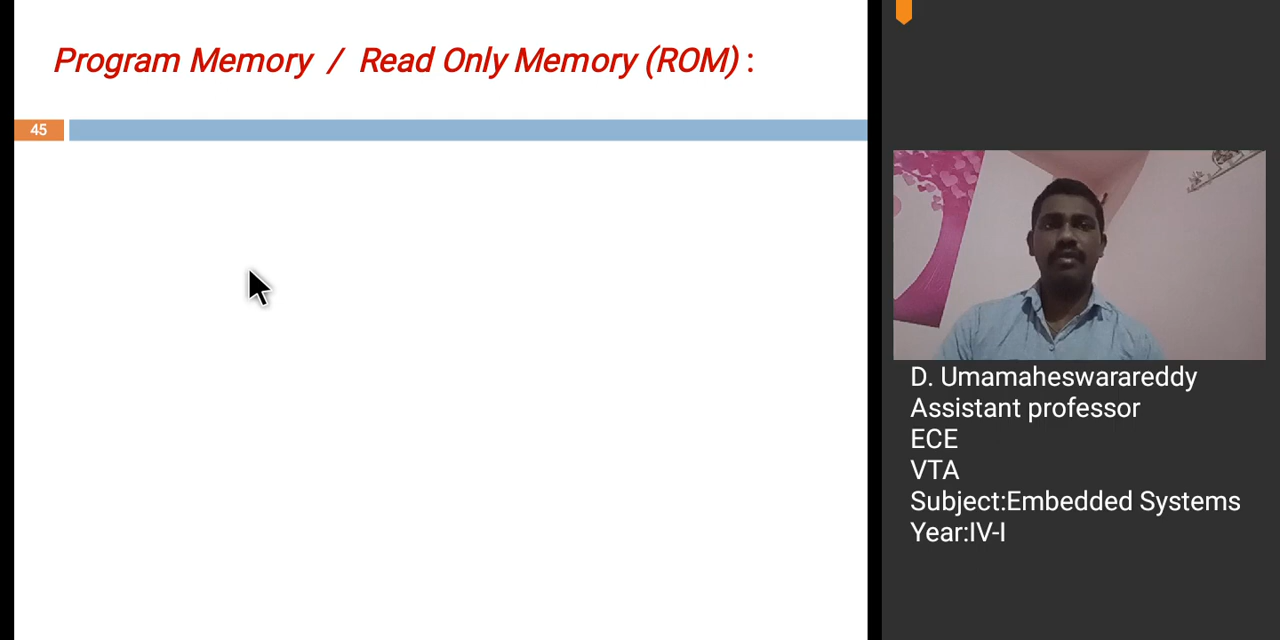 Program Memory / Read Only Memory (ROM) :
45
D. Umamaheswarareddy
Assistant professor
ECE
VTA
Subject:Embedded Systems
Year:IV-I